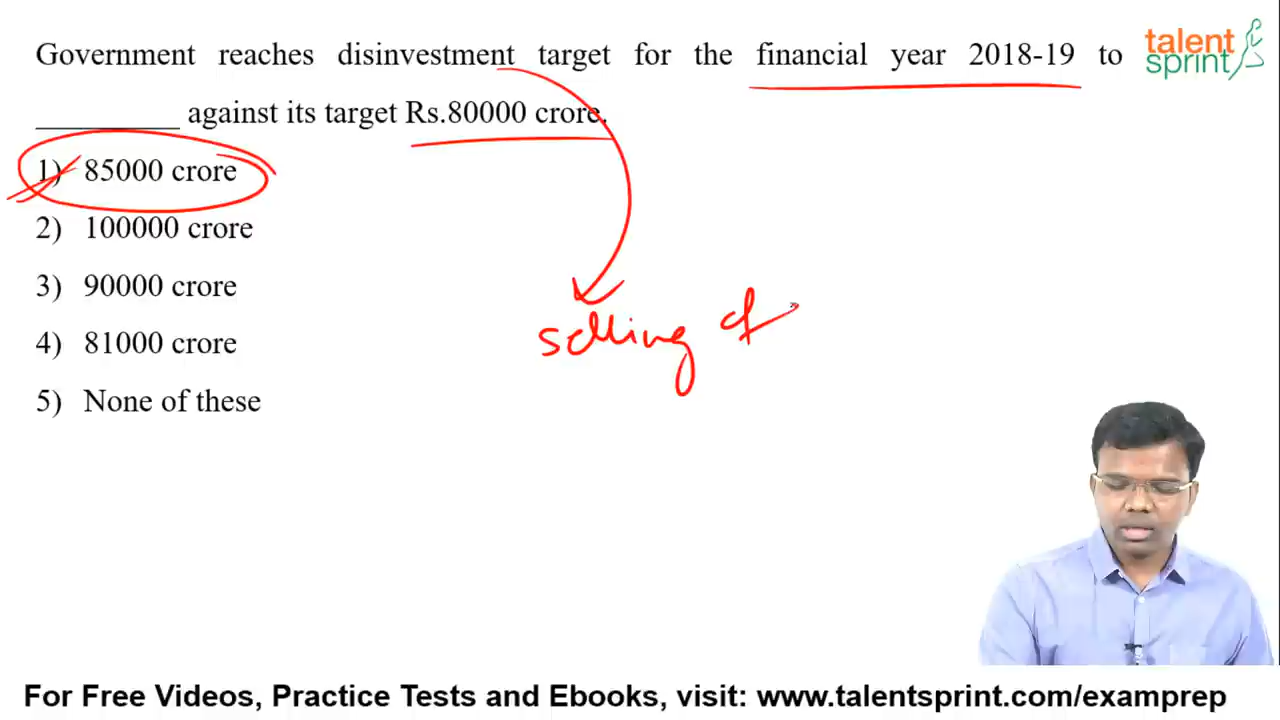 Government reaches disinvestment target for the financial year 2018-19 to
talent
sprint
__________ against its target Rs.80000 crore.
1) 85000 crore
2) 100000 crore
3) 90000 crore
4) 81000 crore
5) None of these
selling of
For Free Videos, Practice Tests and Ebooks, visit: www.talentsprint.com/examprep